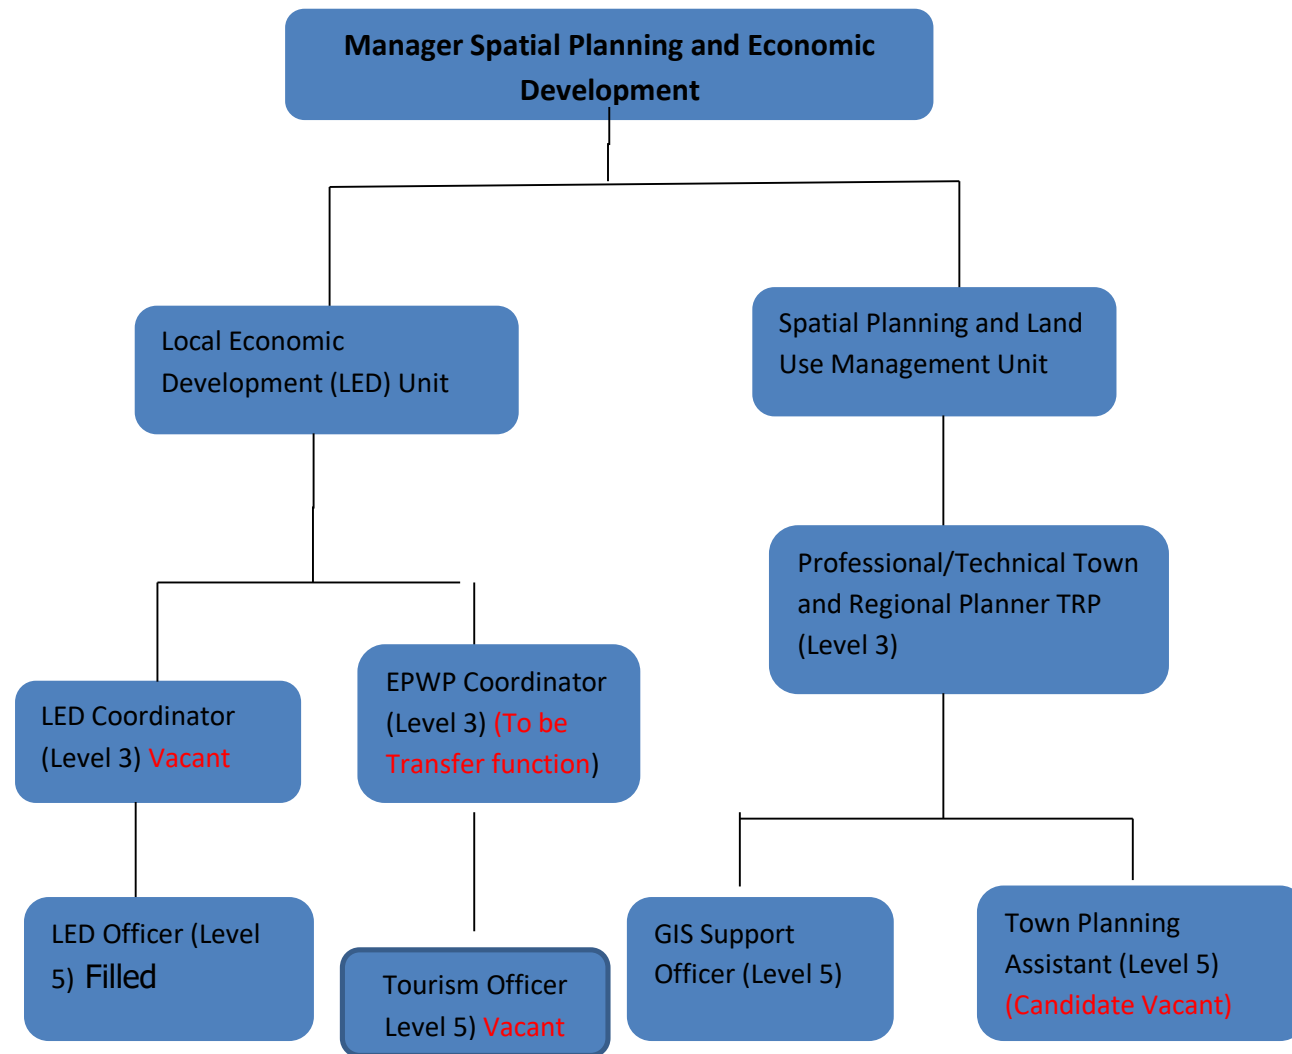 Manager Spatial Planning and Economic
Development
Local Economic
Development (LED) Unit
Spatial Planning and Land
Use Management Unit
Professional/Technical Town
and Regional Planner TRP
(Level 3)
LED Coordinator
(Level 3) Vacant
EPWP Coordinator
(Level 3) (To be
Transfer function)
LED Officer (Level
5) Filled
Tourism Officer
Level 5) Vacant
GIS Support
Officer (Level 5)
Town Planning
Assistant (Level 5)
(Candidate Vacant)